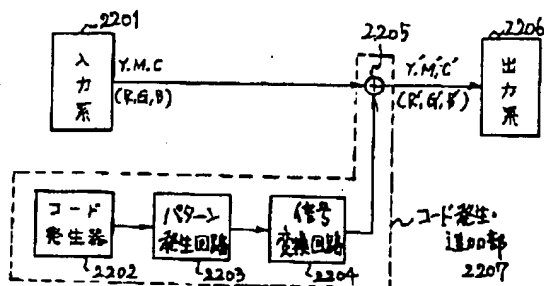 2201
入力系
Y.M.C
(R,G,B)
2205
Y'M'C'
(R'.G'.B')
2206
出力系
コード発生器
2202
パターン発生回路
2203
信号変換回路
2204
コード発生・
追加部
2207